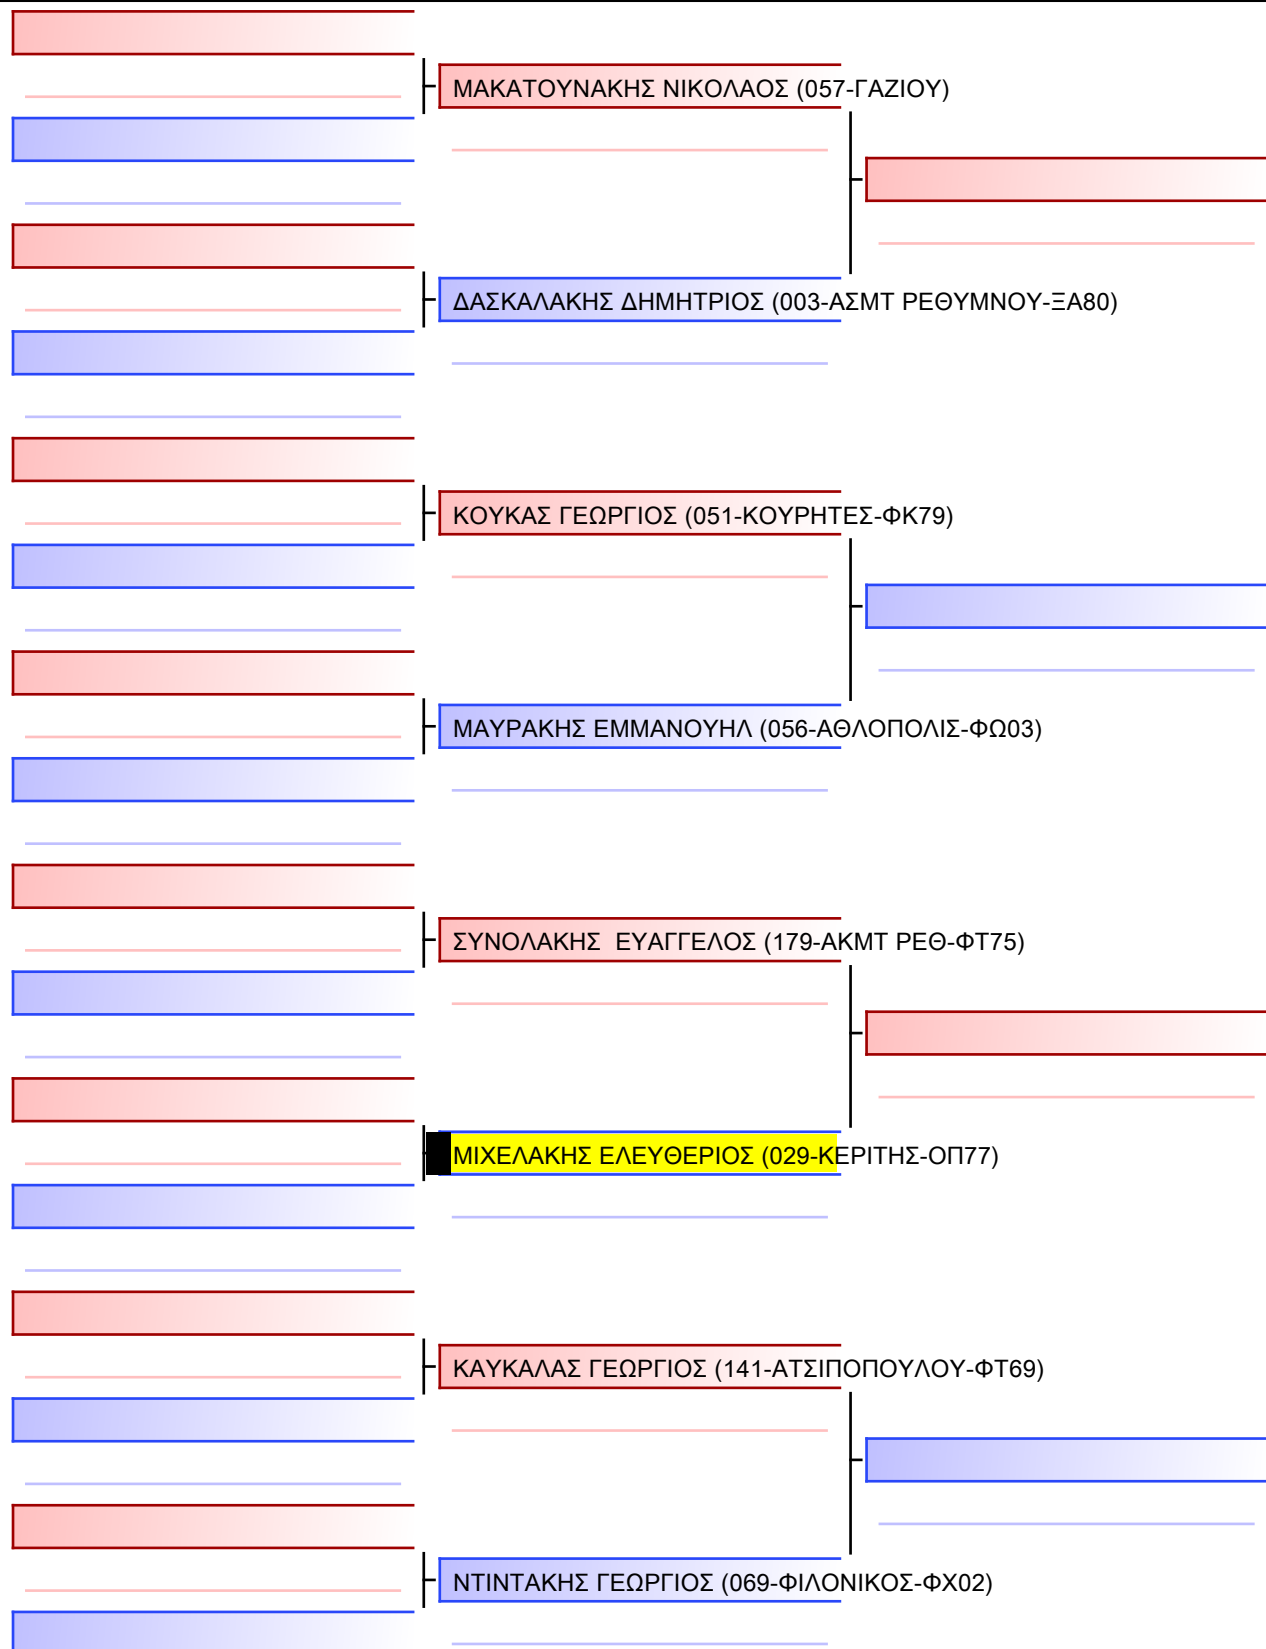 ΜΑΚΑΤΟΥΝΑΚΗΣ ΝΙΚΟΛΑΟΣ (057-ΓΑΖΙΟΥ)
ΔΑΣΚΑΛΑΚΗΣ ΔΗΜΗΤΡΙΟΣ (003-ΑΣΜΤ ΡΕΘΥΜΝΟΥ-ΞΑ80)
ΚΟΥΚΑΣ ΓΕΩΡΓΙΟΣ (051-ΚΟΥΡΗΤΕΣ-ΦΚ79)
ΜΑΥΡΑΚΗΣ ΕΜΜΑΝΟΥΗΛ (056-ΑΘΛΟΠΟΛΙΣ-ΦΩ03)
ΣΥΝΟΛΑΚΗΣ  ΕΥΑΓΓΕΛΟΣ (179-ΑΚΜΤ ΡΕΘ-ΦΤ75)
ΜΙΧΕΛΑΚΗΣ ΕΛΕΥΘΕΡΙΟΣ (029-ΚΕΡΙΤΗΣ-ΟΠ77)
ΚΑΥΚΑΛΑΣ ΓΕΩΡΓΙΟΣ (141-ΑΤΣΙΠΟΠΟΥΛΟΥ-ΦΤ69)
ΝΤΙΝΤΑΚΗΣ ΓΕΩΡΓΙΟΣ (069-ΦΙΛΟΝΙΚΟΣ-ΦΧ02)